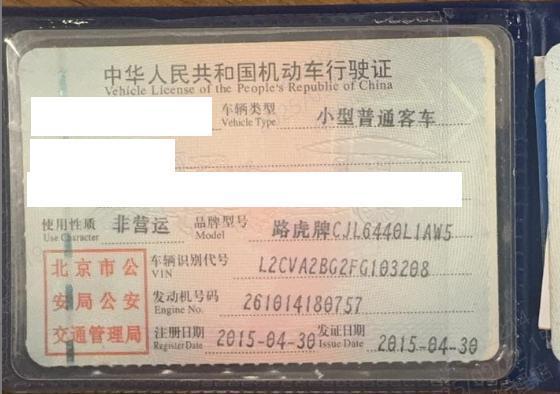 中华人民共和国机动车行驶证
Vehicle License of the People's Republic of China
车辆类型 小型普通客车
Vehicle Type
使用性质 非营运 品牌型号 路虎牌CJL6440L1AW5
Use Character Model
北京市公安局公安交通管理局
车辆识别代号 L2CVA2BG2FG103208
VIN
发动机号码 261014180757
Engine No.
注册日期 2015-04-30 发证日期 2015-04-30
Register Date Issue Date